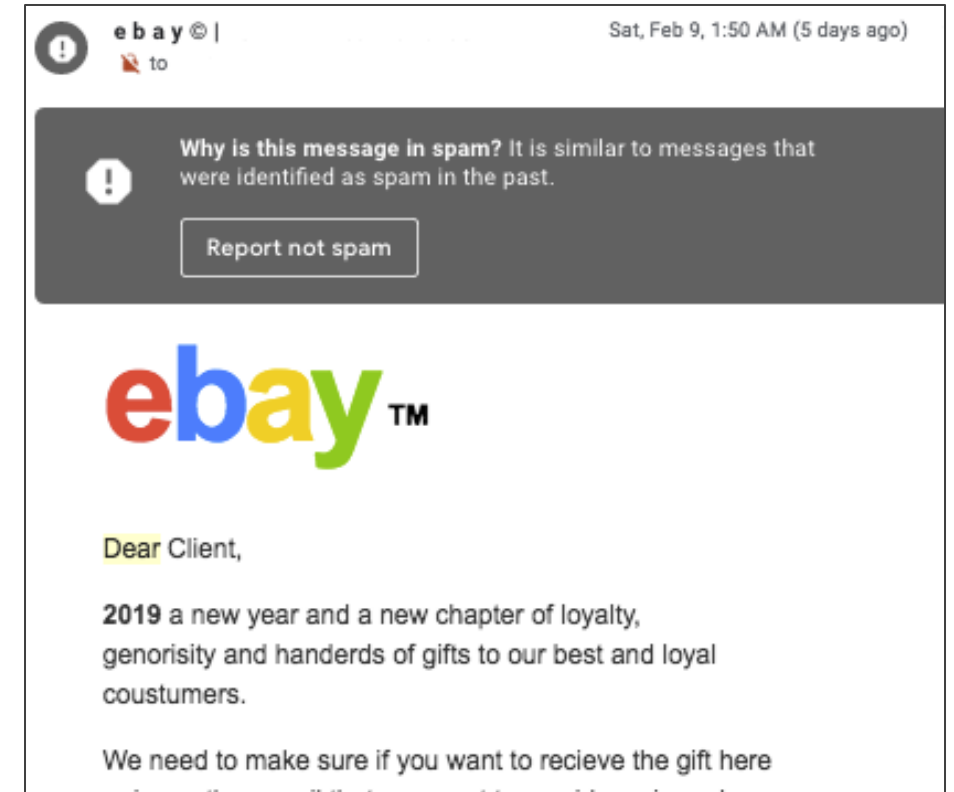 e b a y © |
Sat, Feb 9, 1:50 AM (5 days ago)
to
Why is this message in spam? It is similar to messages that
were identified as spam in the past.
Report not spam
ebay™
Dear Client,
2019 a new year and a new chapter of loyalty,
genorisity and handerds of gifts to our best and loyal
coustumers.
We need to make sure if you want to recieve the gift here